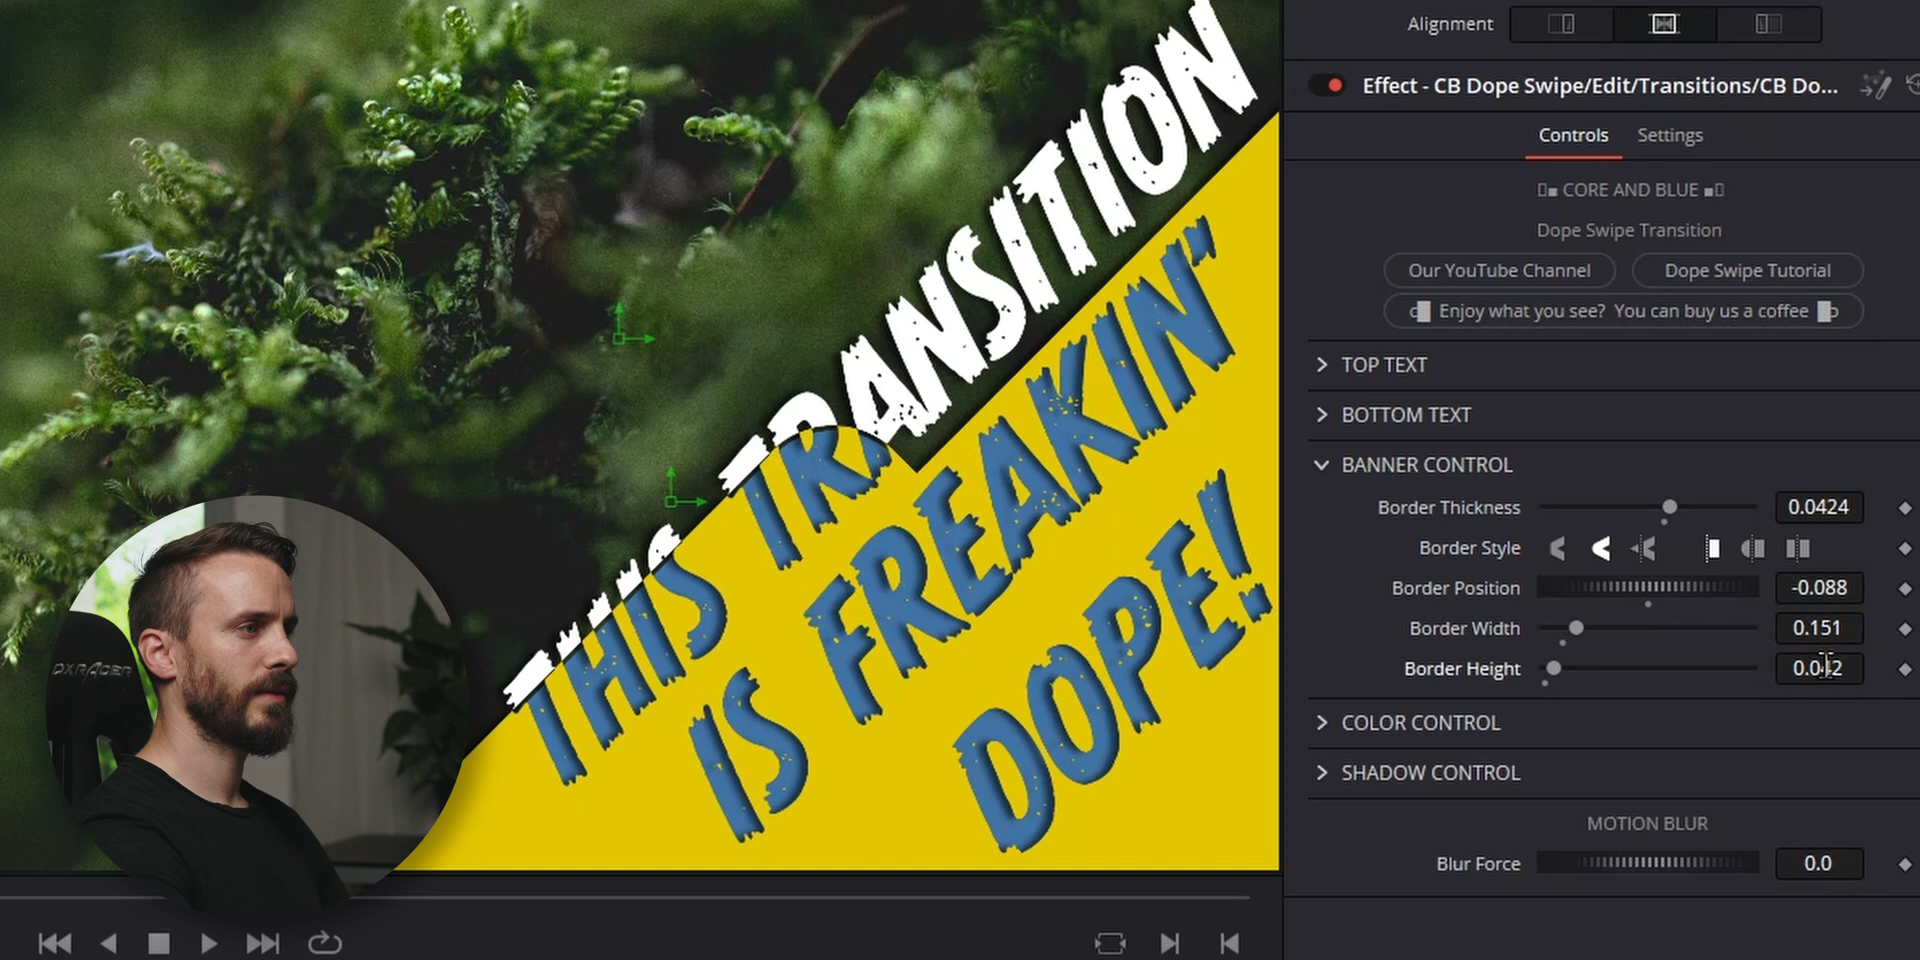 THIS TRANSITION
IS FREAKIN"
DOPE!
DXRACER
Alignment
Effect - CB Dope Swipe/Edit/Transitions/CB Do...
Controls Settings
CORE AND BLUE
Dope Swipe Transition
Our YouTube Channel Dope Swipe Tutorial
Enjoy what you see? You can buy us a coffee
TOP TEXT
BOTTOM TEXT
BANNER CONTROL
Border Thickness 0.0424
Border Style
Border Position -0.088
Border Width 0.151
Border Height 0.042
COLOR CONTROL
SHADOW CONTROL
MOTION BLUR
Blur Force 0.0